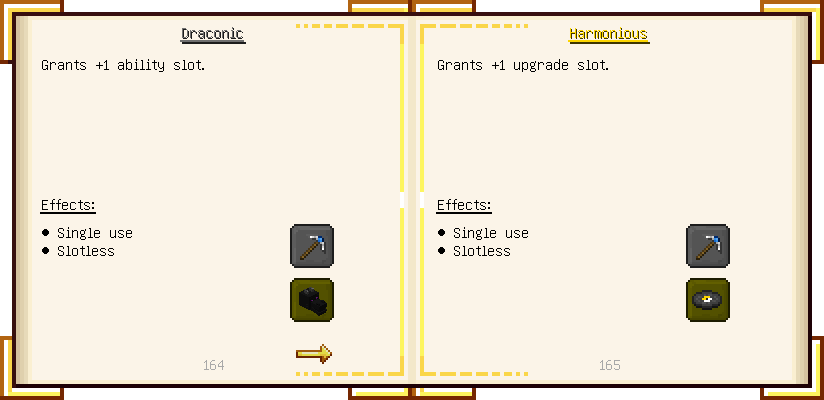 Draconic
Grants +1 ability slot.
Effects:
• Single use
• Slotless
164
Harmonious
Grants +1 upgrade slot.
Effects:
• Single use
• Slotless
165